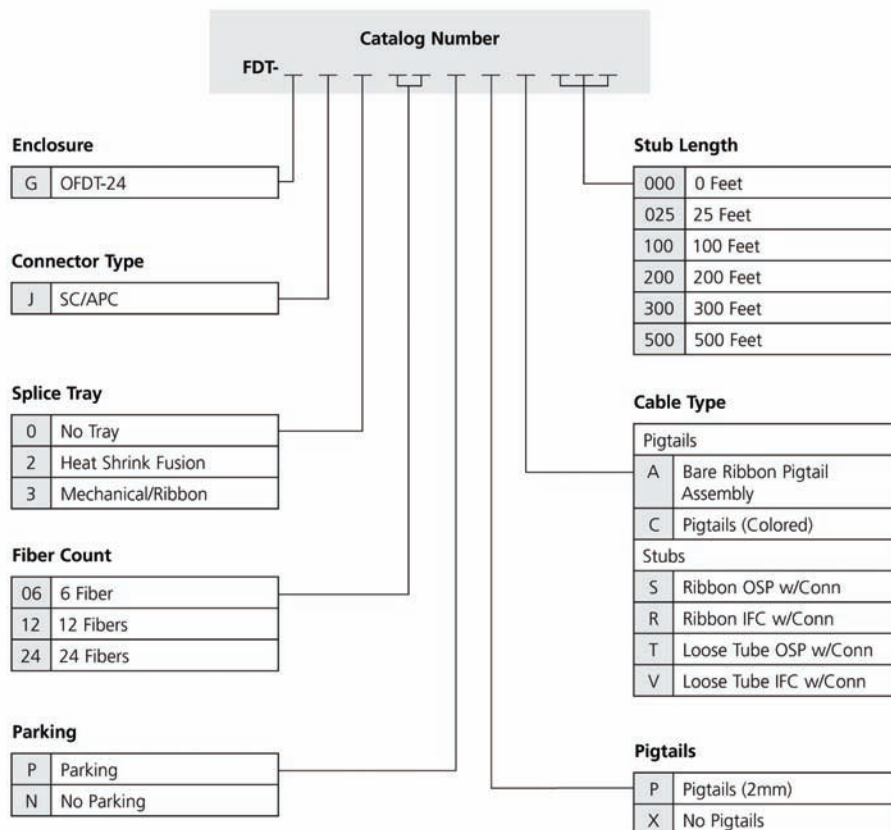 Catalog Number
FDT-
Enclosure
G OFDT-24
Connector Type
J SC/APC
Splice Tray
0 No Tray
2 Heat Shrink Fusion
3 Mechanical/Ribbon
Fiber Count
06 6 Fiber
12 12 Fibers
24 24 Fibers
Parking
P Parking
N No Parking
Stub Length
000 0 Feet
025 25 Feet
100 100 Feet
200 200 Feet
300 300 Feet
500 500 Feet
Cable Type
Pigtails
A Bare Ribbon Pigtail
Assembly
C Pigtails (Colored)
Stubs
S Ribbon OSP w/Conn
R Ribbon IFC w/Conn
T Loose Tube OSP w/Conn
V Loose Tube IFC w/Conn
Pigtails
P Pigtails (2mm)
X No Pigtails